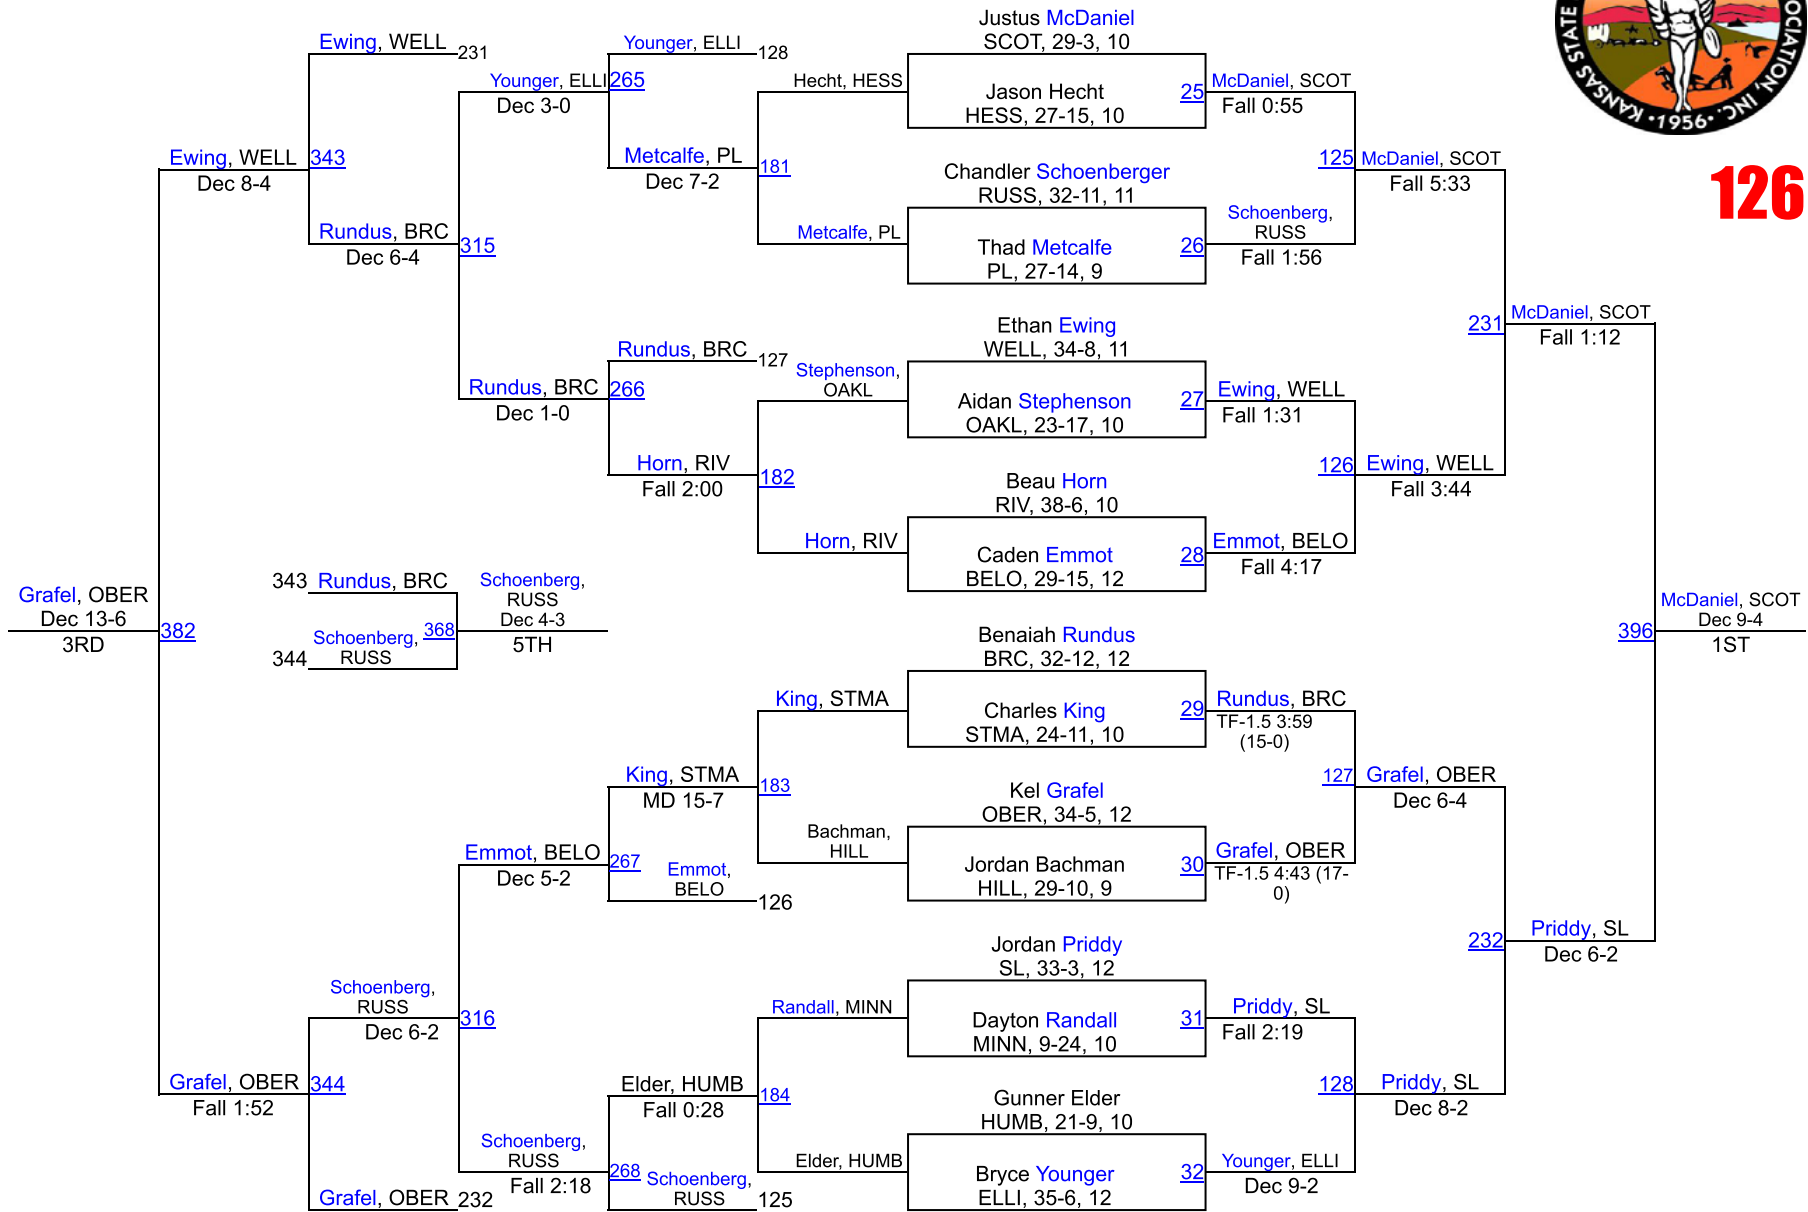 KANSAS STATE
OCIATION, INC.
•1956•
126
Justus McDaniel
SCOT, 29-3, 10
Jason Hecht
HESS, 27-15, 10
25
Chandler Schoenberger
RUSS, 32-11, 11
Thad Metcalfe
PL, 27-14, 9
26
Ethan Ewing
WELL, 34-8, 11
Aidan Stephenson
OAKL, 23-17, 10
27
Beau Horn
RIV, 38-6, 10
Caden Emmot
BELO, 29-15, 12
28
Benaiah Rundus
BRC, 32-12, 12
Charles King
STMA, 24-11, 10
29
Kel Grafel
OBER, 34-5, 12
Jordan Bachman
HILL, 29-10, 9
30
Jordan Priddy
SL, 33-3, 12
Dayton Randall
MINN, 9-24, 10
31
Gunner Elder
HUMB, 21-9, 10
Bryce Younger
ELLI, 35-6, 12
32
McDaniel, SCOT
Fall 0:55
Schoenberg,
RUSS
Fall 1:56
Ewing, WELL
Fall 1:31
Emmot, BELO
Fall 4:17
Rundus, BRC
TF-1.5 3:59
(15-0)
Grafel, OBER
TF-1.5 4:43 (17-
0)
Priddy, SL
Fall 2:19
Younger, ELLI
Dec 9-2
125
McDaniel, SCOT
Fall 5:33
126
Ewing, WELL
Fall 3:44
127
Grafel, OBER
Dec 6-4
128
Priddy, SL
Dec 8-2
231
McDaniel, SCOT
Fall 1:12
232
Priddy, SL
Dec 6-2
396
McDaniel, SCOT
Dec 9-4
1ST
Hecht, HESS
181
Metcalfe, PL
Stephenson,
OAKL
182
Horn, RIV
King, STMA
183
Bachman,
HILL
Randall, MINN
184
Elder, HUMB
Younger, ELLI
128
265
Metcalfe, PL
Dec 7-2
Rundus, BRC
127
266
Horn, RIV
Fall 2:00
King, STMA
MD 15-7
267
Emmot,
BELO
126
Elder, HUMB
Fall 0:28
268
Schoenberg,
RUSS
125
Younger, ELLI
Dec 3-0
315
Rundus, BRC
Dec 1-0
Emmot, BELO
Dec 5-2
316
Schoenberg,
RUSS
Fall 2:18
Ewing, WELL
231
343
Rundus, BRC
Dec 6-4
Schoenberg,
RUSS
Dec 6-2
344
Grafel, OBER
232
343
Rundus, BRC
368
344
Schoenberg,
RUSS
Schoenberg,
RUSS
Dec 4-3
5TH
Ewing, WELL
Dec 8-4
382
Grafel, OBER
Fall 1:52
Grafel, OBER
Dec 13-6
3RD